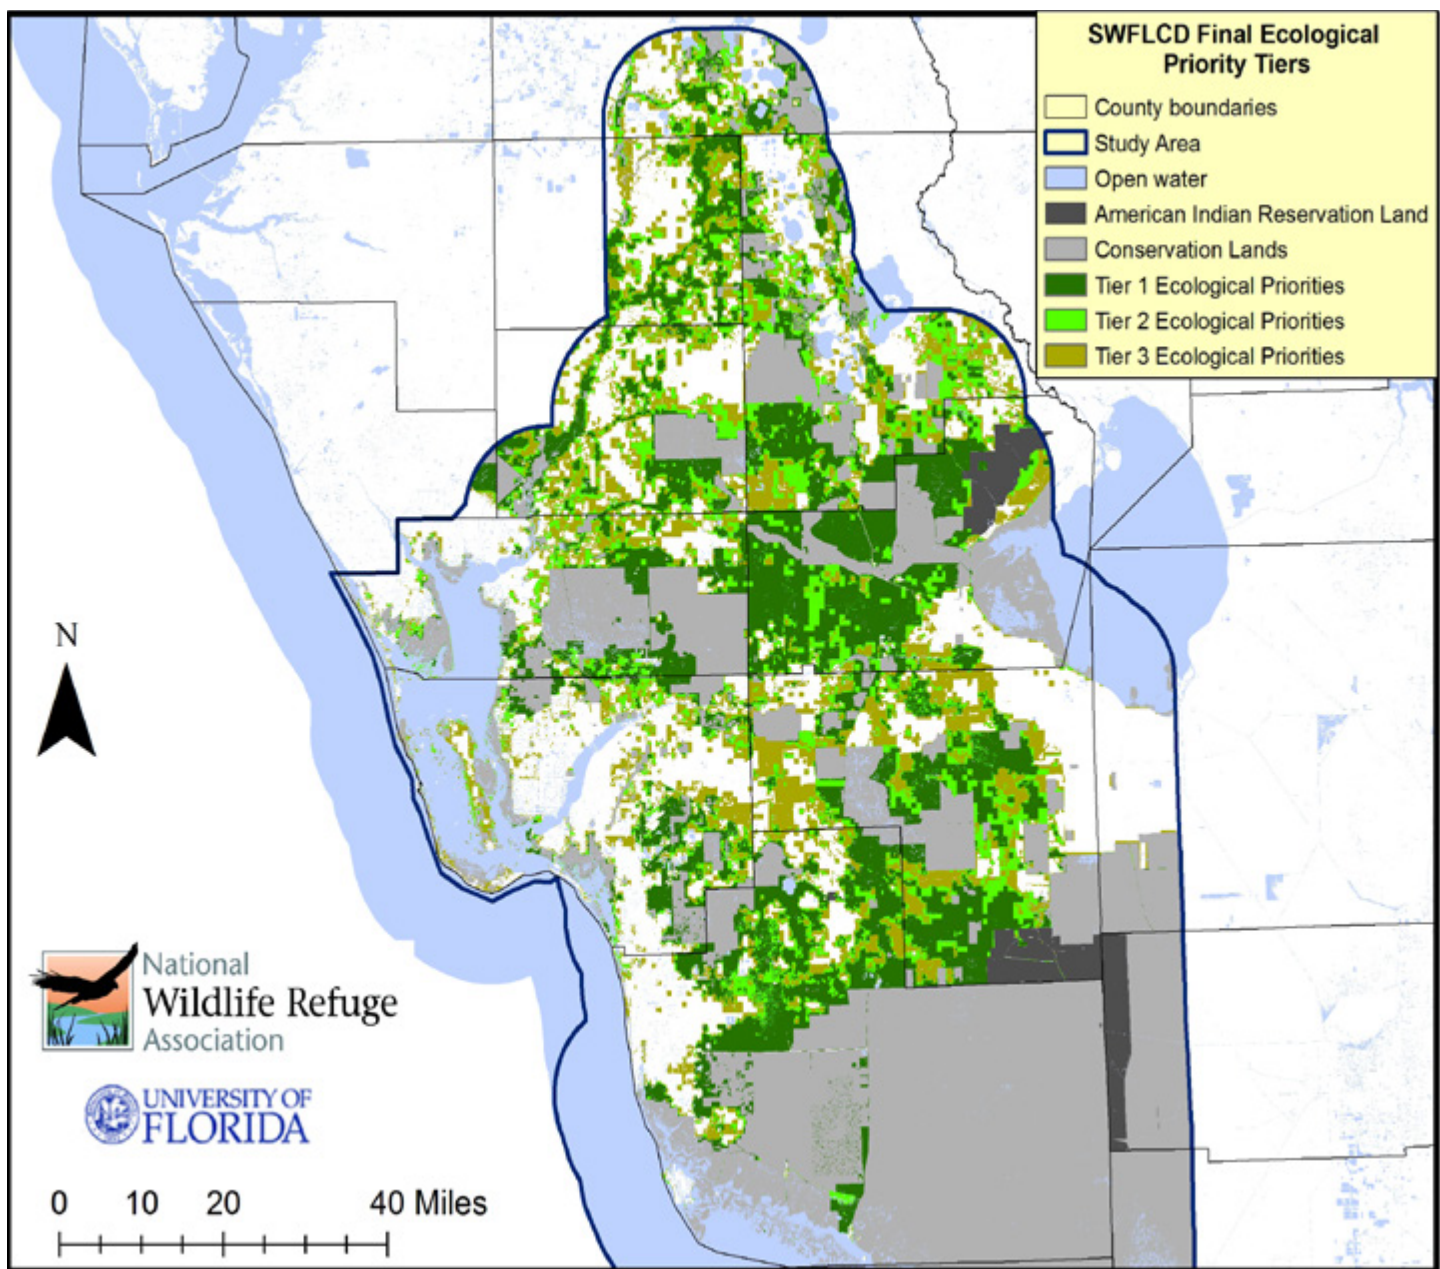 SWFLCD Final Ecological
Priority Tiers
County boundaries
Study Area
Open water
American Indian Reservation Land
Conservation Lands
Tier 1 Ecological Priorities
Tier 2 Ecological Priorities
Tier 3 Ecological Priorities
N
National
Wildlife Refuge
Association
UNIVERSITY OF
FLORIDA
0 10 20 40 Miles